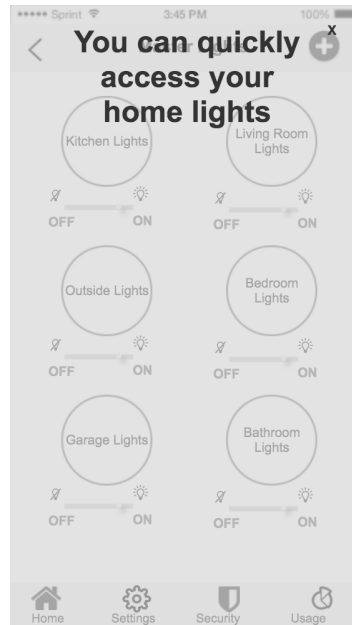 Sprint 3:45 PM 100%
x
You can quickly
access your
home lights
Kitchen Lights
Living Room
Lights
OFF ON
OFF ON
Outside Lights
Bedroom
Lights
OFF ON
OFF ON
Garage Lights
Bathroom
Lights
OFF ON
OFF ON
Home Settings Security Usage